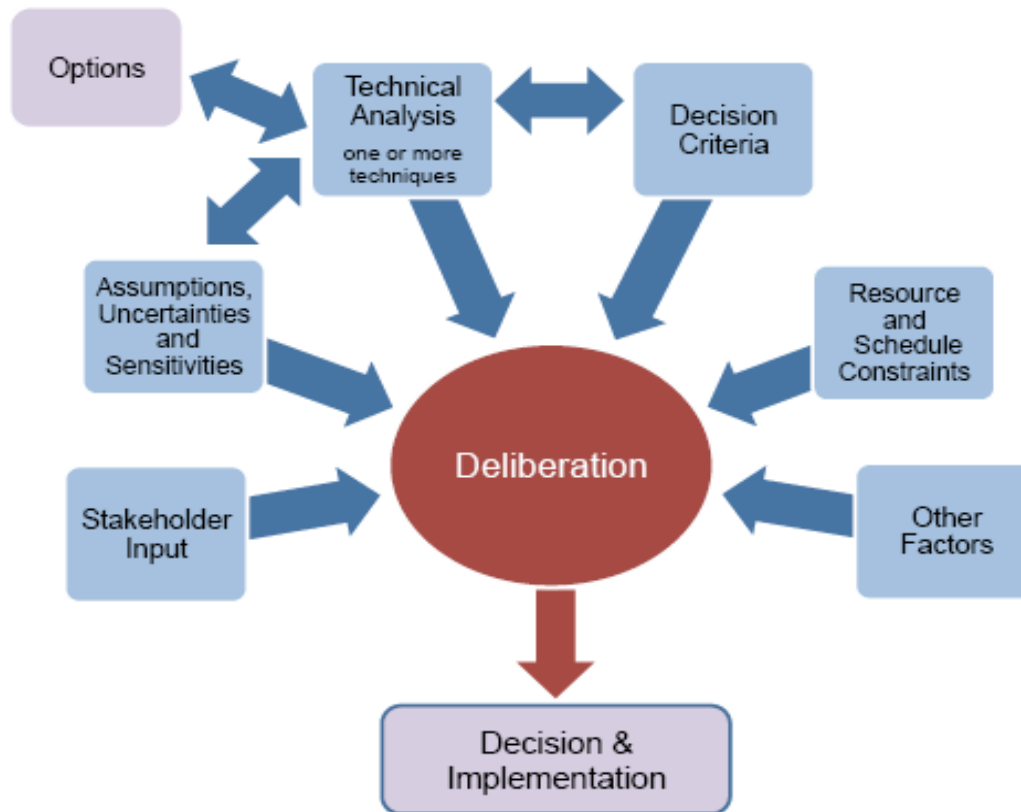 Options
Technical
Analysis
one or more
techniques
Decision
Criteria
Assumptions,
Uncertainties
and
Sensitivities
Resource
and
Schedule
Constraints
Deliberation
Stakeholder
Input
Other
Factors
Decision &
Implementation